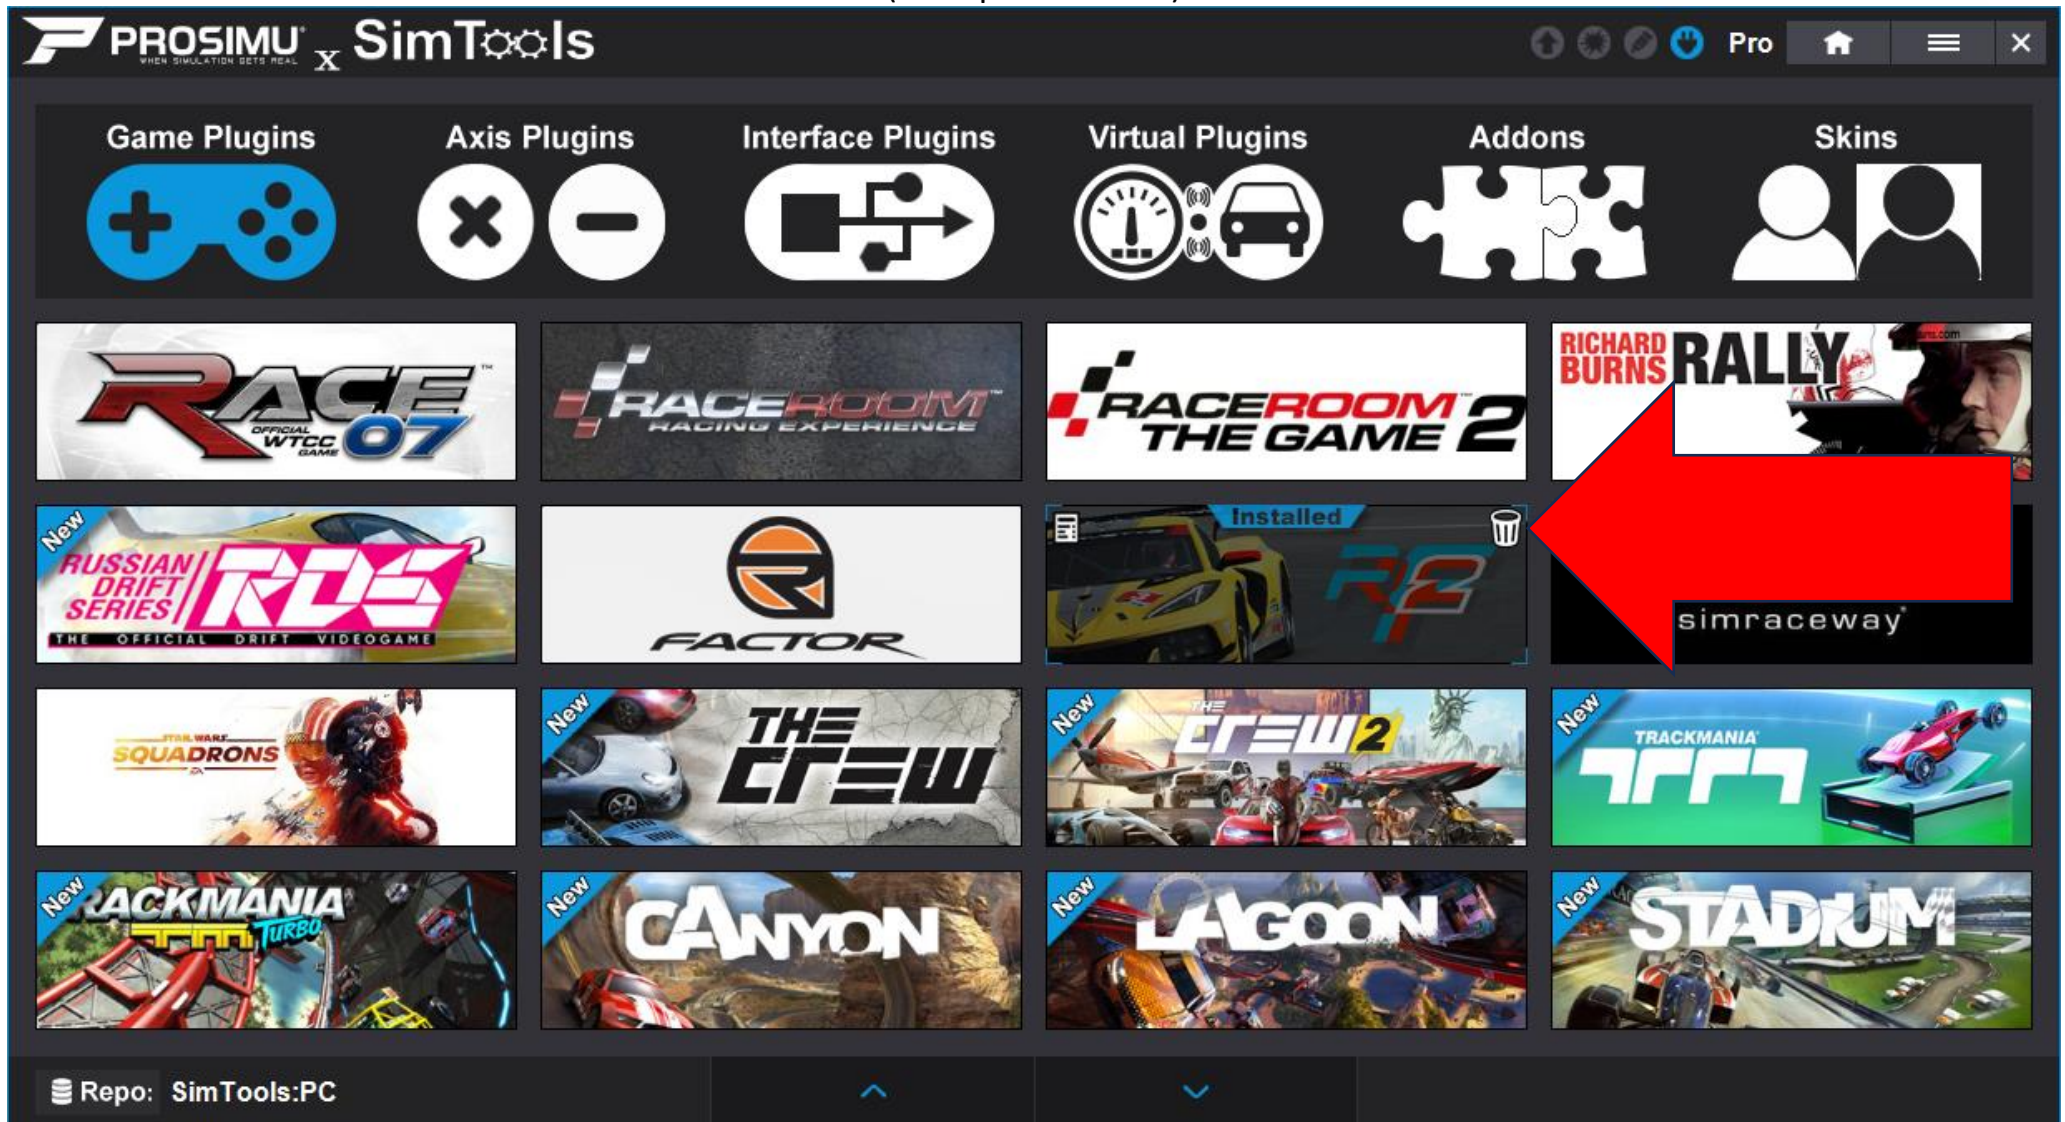 PROSIMU x SimTools
WHEN SIMULATION GETS REAL
Pro
Game Plugins
Axis Plugins
Interface Plugins
Virtual Plugins
Addons
Skins
RACE 07
OFFICIAL
WTCC
GAME
RACEROOM
RACING EXPERIENCE
RACEROOM
THE GAME 2
RICHARD
BURNS RALLY
New
RUSSIAN
DRIFT
SERIES
RDS
THE OFFICIAL DRIFT VIDEOGAME
FACTOR
Installed
RF2
simraceway
STAR WARS
SQUADRONS
EA
New
THE
CREW
New
THE
CREW 2
New
TRACKMANIA
New
TRACKMANIA
TURBO
New
CANYON
New
LAGOON
New
STADIUM
Repo: SimTools:PC